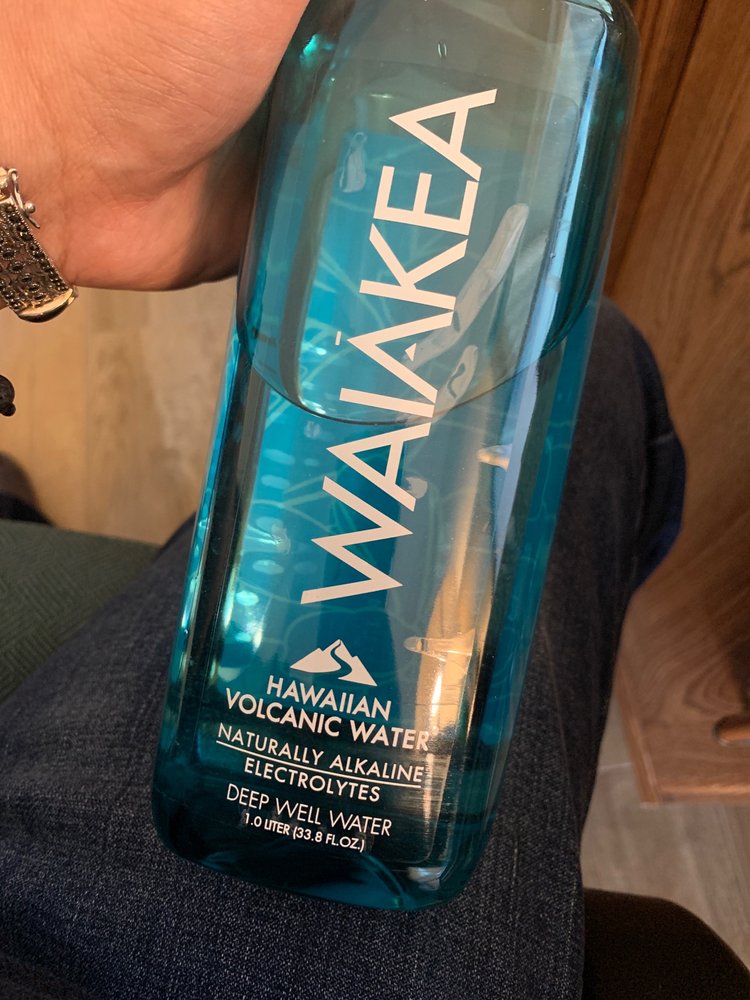 WAIĀKEA
HAWAIIAN
VOLCANIC WATER
NATURALLY ALKALINE
ELECTROLYTES
DEEP WELL WATER
1.0 LITER (33.8 FL.OZ.)